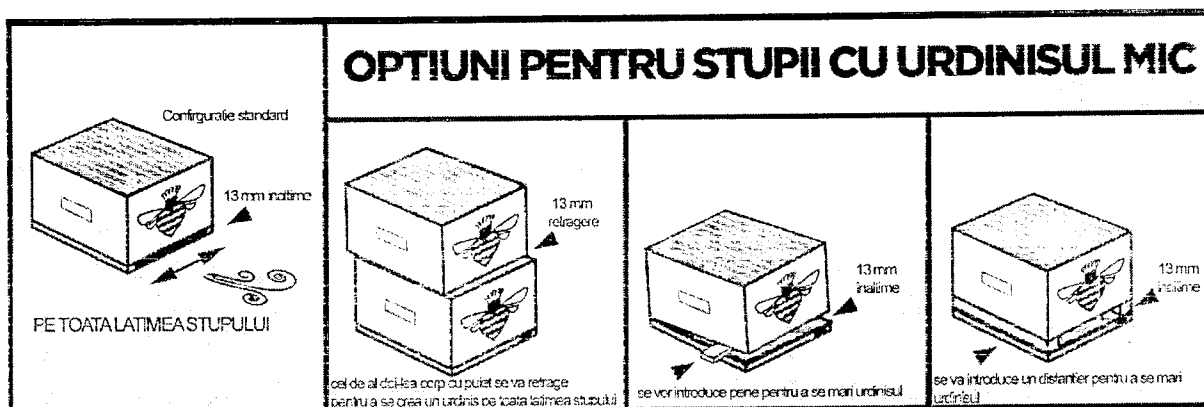 OPTIUNI PENTRU STUPII CU URDINISUL MIC
Confirguratie standard
13 mm inaltime
PE TOATA LATIMEA STUPULUI
13 mm
retragere
cel de al doi-lea corp cu puiet se va retrage
pentru a se crea un urdinis pe toata latimea stupului
13 mm
inaltime
se vor introduce pene pentru a se mari urdinisul
13 mm
inaltime
se va introduce un distantier pentru a se mari
urdinisul